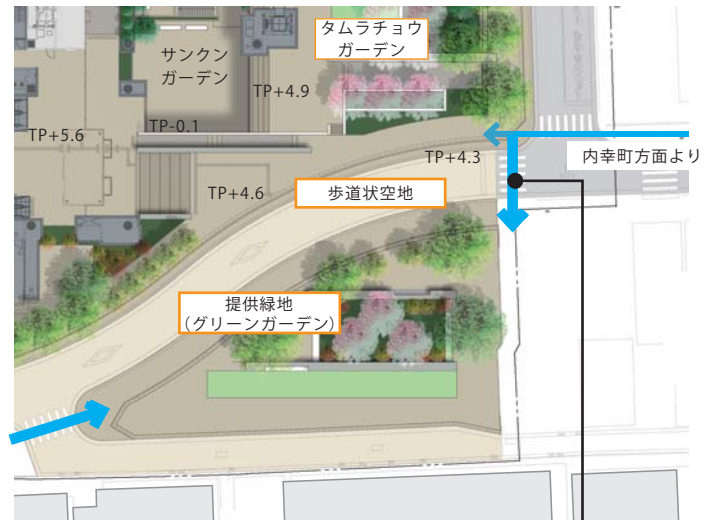 タムラチョウ
ガーデン
サンクン
ガーデン
TP+4.9
TP-0.1
TP+5.6
TP+4.3
内幸町方面より
TP+4.6
歩道状空地
提供緑地
（グリーンガーデン）